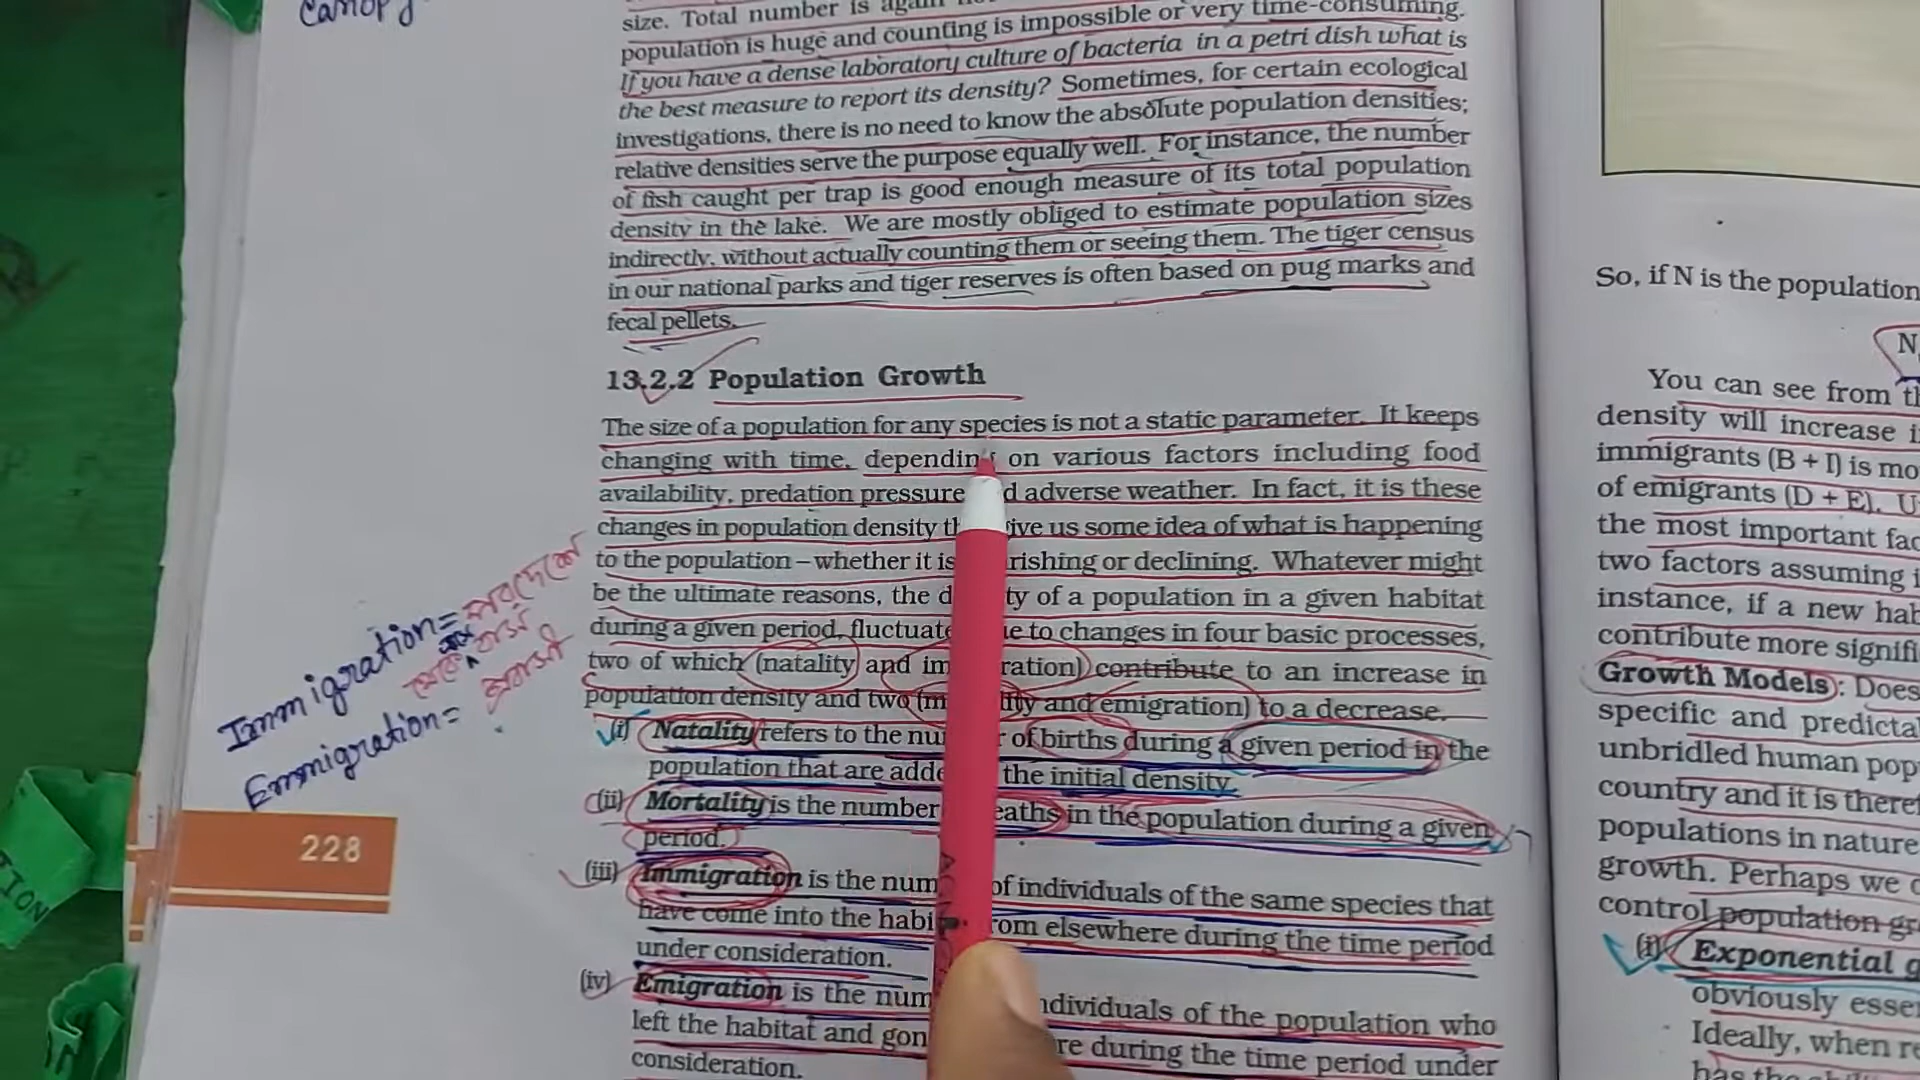 canopy
size. Total number is again
population is huge and counting is impossible or very time-consuming.
If you have a dense laboratory culture of bacteria in a petri dish what is
the best measure to report its density? Sometimes, for certain ecological
investigations, there is no need to know the absolute population densities;
relative densities serve the purpose equally well. For instance, the number
of fish caught per trap is good enough measure of its total population
density in the lake. We are mostly obliged to estimate population sizes
indirectly, without actually counting them or seeing them. The tiger census
in our national parks and tiger reserves is often based on pug marks and
fecal pellets.
13.2.2 Population Growth
The size of a population for any species is not a static parameter. It keeps
changing with time, depending on various factors including food
availability, predation pressure d adverse weather. In fact, it is these
changes in population density th ive us some idea of what is happening
to the population – whether it is rishing or declining. Whatever might
be the ultimate reasons, the d ty of a population in a given habitat
during a given period, fluctuate ue to changes in four basic processes,
two of which (natality and im ration) contribute to an increase in
population density and two (m lity and emigration) to a decrease.
(i) Natality refers to the nu r of births during a given period in the
population that are adde the initial density.
(ii) Mortality is the number eaths in the population during a given
period.
(iii) Immigration is the num of individuals of the same species that
have come into the habi rom elsewhere during the time period
under consideration.
(iv) Emigration is the num ndividuals of the population who
left the habitat and gon re during the time period under
consideration.
Immigration =
Emmigration =
228
TION
So, if N is the population
N
You can see from th
density will increase i
immigrants (B + I) is mo
of emigrants (D + E). U
the most important fac
two factors assuming i
instance, if a new hab
contribute more signifi
Growth Models: Does
specific and predicta
unbridled human pop
country and it is theref
populations in nature
growth. Perhaps we c
control population gr
(i) Exponential g
obviously esse
Ideally, when re
has the